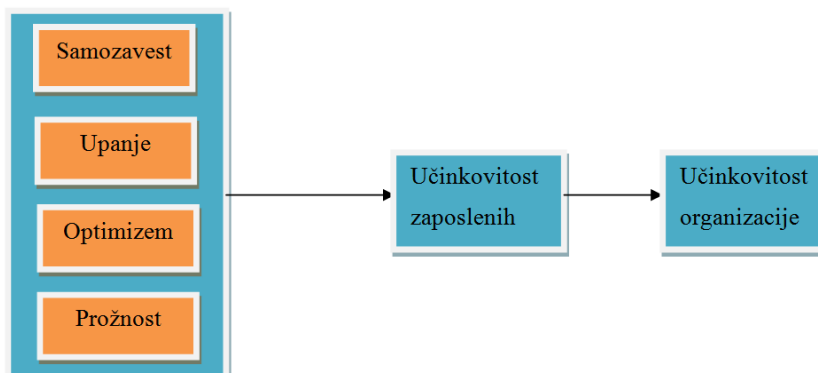 Samozavest
Upanje
Optimizem
Prožnost
Učinkovitost
zaposlenih
Učinkovitost
organizacije